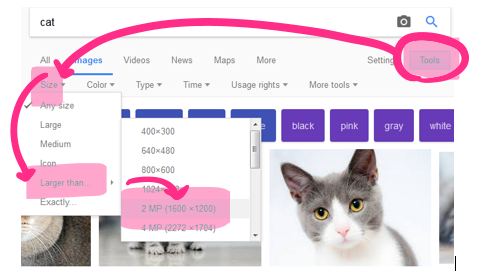 cat
All Images Videos News Maps More Setting Tools
Size Color Type Time Usage rights More tools
✓ Any size
Large
Medium
Icon
Larger than...
Exactly...
400×300
640×480
800×600
2 MP (1600 ×1200)
4 MP (2272 ×1704)
black pink gray white